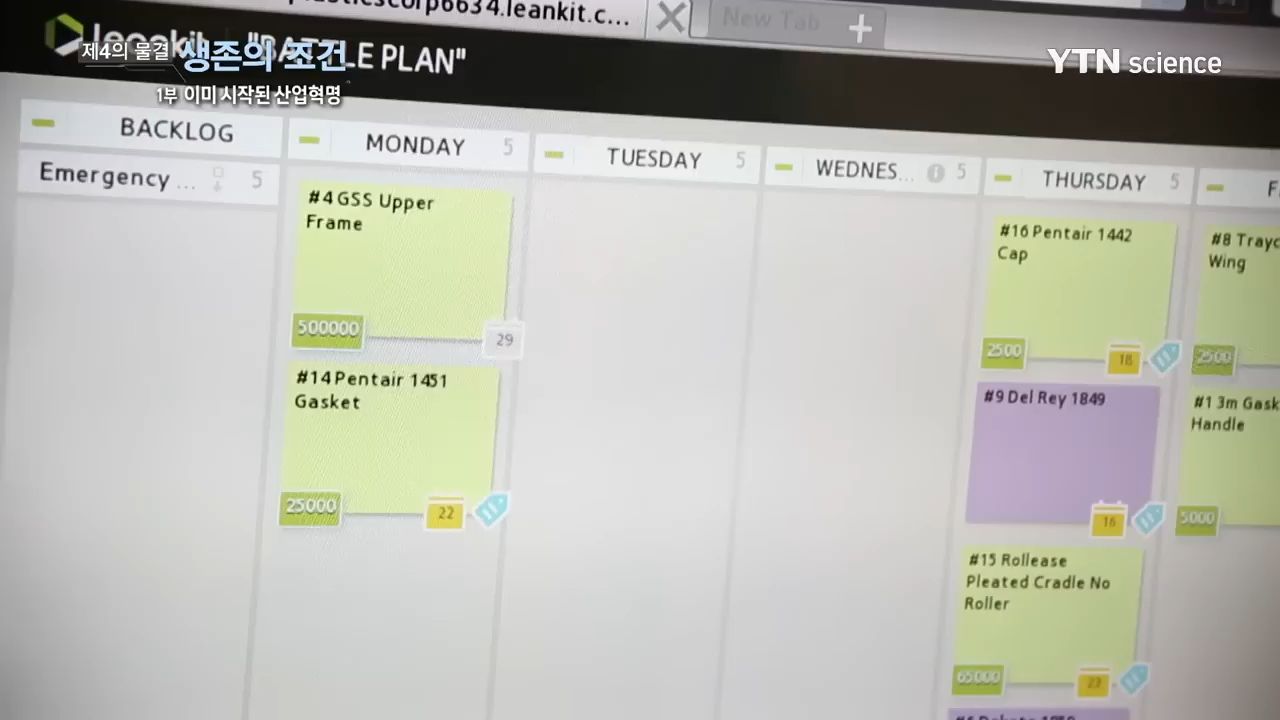 6634.leankit.c...
New Tab
leankit
"BATTLE PLAN"
제4의 물결
생존의 조건
1부 이미 시작된 산업혁명
YTN science
BACKLOG
MONDAY 5
TUESDAY 5
WEDNES... 5
THURSDAY 5
Emergency ... 5
#4 GSS Upper
Frame
500000
29
#14 Pentair 1451
Gasket
25000
22
#16 Pentair 1442
Cap
2500
18
#9 Del Rey 1849
16
#15 Rollease
Pleated Cradle No
Roller
65000
23
#8
Wing
2500
#1 3m
Handle
5000